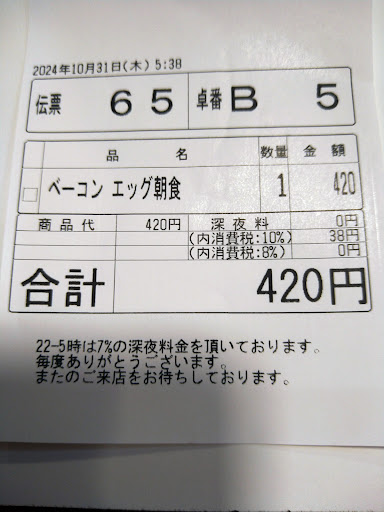 2024年10月31日(木) 5:38
伝票 65 卓番 B 5
品名 数量 金額
ベーコン エッグ朝食 1 420
商品代 420円 深夜料 0円
(内消費税:10%) 38円
(内消費税:8%) 0円
合計 420円
22-5時は7%の深夜料金を頂いております。
毎度ありがとうございます。
またのご来店をお待ちしております。